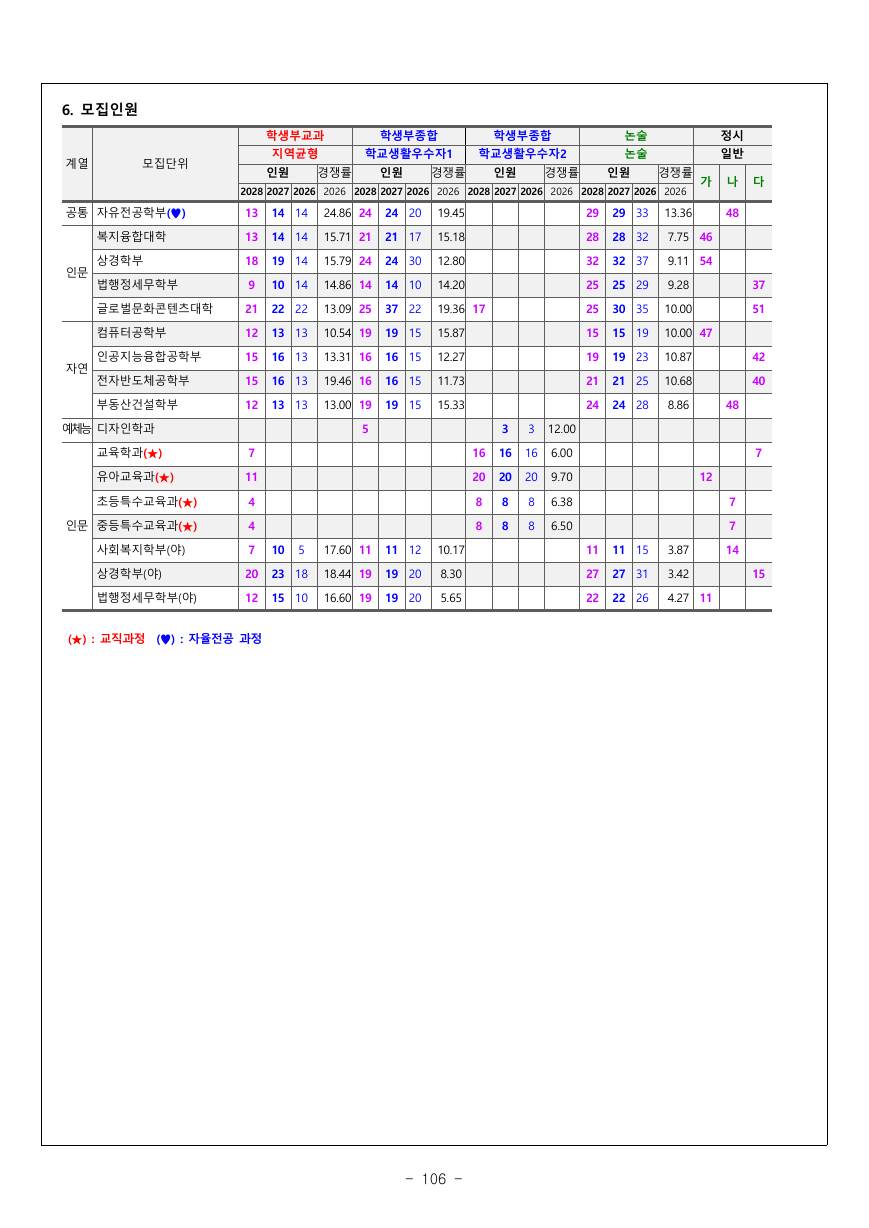 6. 모집인원
계열 모집단위 학생부교과 학생부종합 학생부종합 논술 정시
지역균형 학교생활우수자1 학교생활우수자2 논술 일반
인원 경쟁률 인원 경쟁률 인원 경쟁률 인원 경쟁률 가 나 다
2028 2027 2026 2026 2028 2027 2026 2026 2028 2027 2026 2026 2028 2027 2026 2026
공통 자유전공학부(♥) 13 14 14 24.86 24 24 20 19.45 29 29 33 13.36 48
인문 복지융합대학 13 14 14 15.71 21 21 17 15.18 28 28 32 7.75 46
상경학부 18 19 14 15.79 24 24 30 12.80 32 32 37 9.11 54
법행정세무학부 9 10 14 14.86 14 14 10 14.20 25 25 29 9.28 37
글로벌문화콘텐츠대학 21 22 22 13.09 25 37 22 19.36 17 25 30 35 10.00 51
자연 컴퓨터공학부 12 13 13 10.54 19 19 15 15.87 15 15 19 10.00 47
인공지능융합공학부 15 16 13 13.31 16 16 15 12.27 19 19 23 10.87 42
전자반도체공학부 15 16 13 19.46 16 16 15 11.73 21 21 25 10.68 40
부동산건설학부 12 13 13 13.00 19 19 15 15.33 24 24 28 8.86 48
예체능 디자인학과 5 3 3 12.00
인문 교육학과(★) 7 16 16 16 6.00 7
유아교육과(★) 11 20 20 20 9.70 12
초등특수교육과(★) 4 8 8 8 6.38 7
중등특수교육과(★) 4 8 8 8 6.50 7
사회복지학부(야) 7 10 5 17.60 11 11 12 10.17 11 11 15 3.87 14
상경학부(야) 20 23 18 18.44 19 19 20 8.30 27 27 31 3.42 15
법행정세무학부(야) 12 15 10 16.60 19 19 20 5.65 22 22 26 4.27 11
(★) : 교직과정 (♥) : 자율전공 과정
- 106 -